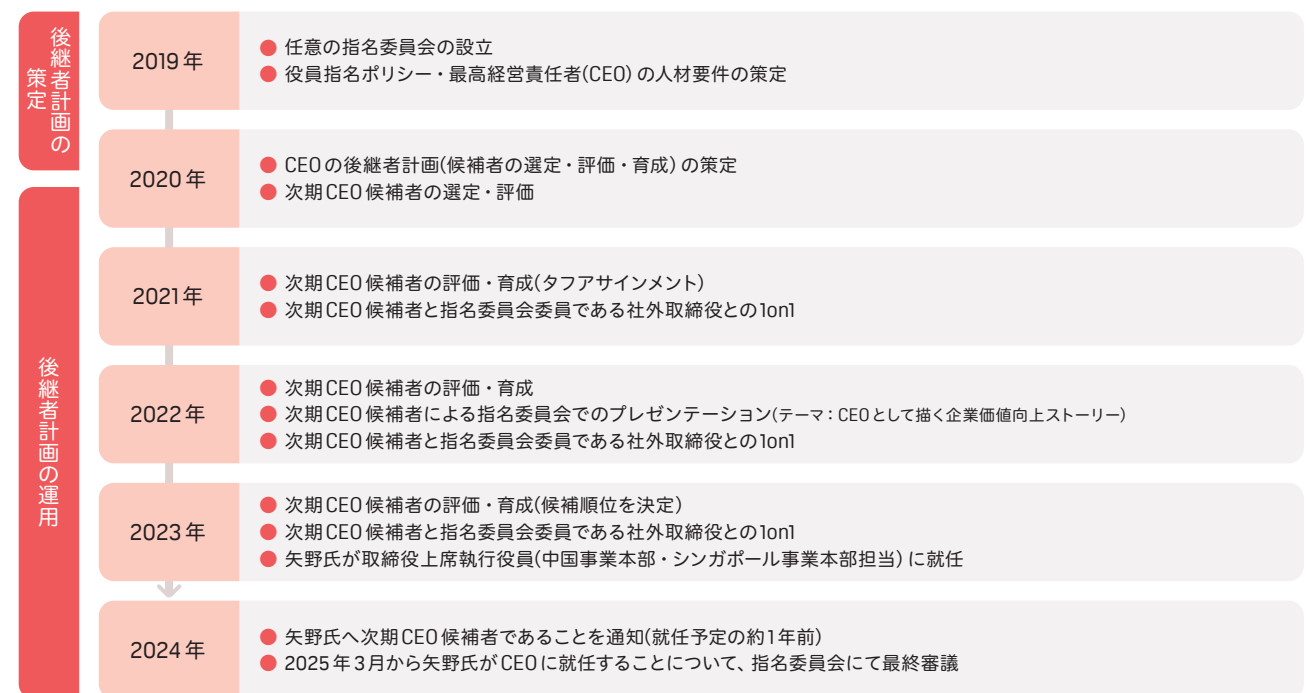 後継者計画の
策定
2019年
● 任意の指名委員会の設立
● 役員指名ポリシー・最高経営責任者(CEO)の人材要件の策定
2020年
● CEOの後継者計画(候補者の選定・評価・育成)の策定
● 次期CEO候補者の選定・評価
後継者計画の運用
2021年
● 次期CEO候補者の評価・育成(タフアサインメント)
● 次期CEO候補者と指名委員会委員である社外取締役との1on1
2022年
● 次期CEO候補者の評価・育成
● 次期CEO候補者による指名委員会でのプレゼンテーション(テーマ：CEOとして描く企業価値向上ストーリー)
● 次期CEO候補者と指名委員会委員である社外取締役との1on1
2023年
● 次期CEO候補者の評価・育成(候補順位を決定)
● 次期CEO候補者と指名委員会委員である社外取締役との1on1
● 矢野氏が取締役上席執行役員(中国事業本部・シンガポール事業本部担当)に就任
2024年
● 矢野氏へ次期CEO候補者であることを通知(就任予定の約1年前)
● 2025年3月から矢野氏がCEOに就任することについて、指名委員会にて最終審議